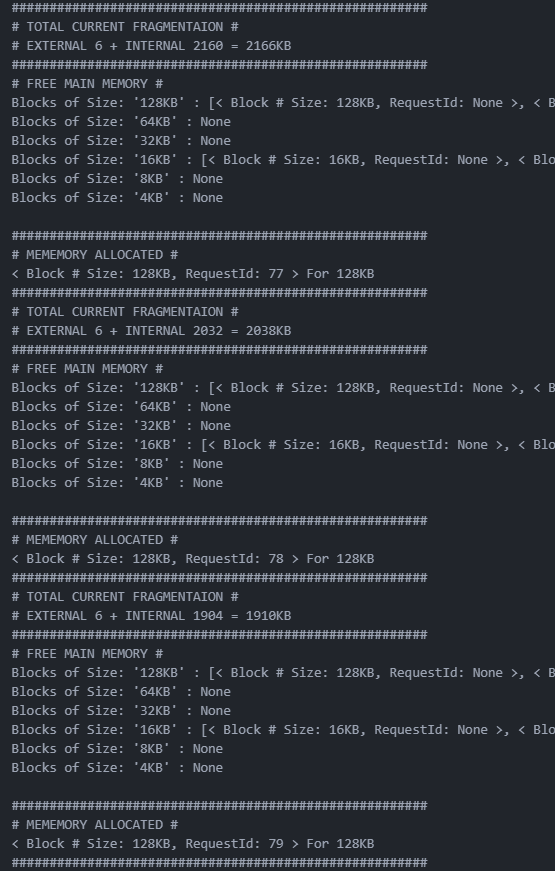 #######################################################
# TOTAL CURRENT FRAGMENTAION #
# EXTERNAL 6 + INTERNAL 2160 = 2166KB
#######################################################
# FREE MAIN MEMORY #
Blocks of Size: '128KB' : [< Block # Size: 128KB, RequestId: None >, < B
Blocks of Size: '64KB' : None
Blocks of Size: '32KB' : None
Blocks of Size: '16KB' : [< Block # Size: 16KB, RequestId: None >, < Blo
Blocks of Size: '8KB' : None
Blocks of Size: '4KB' : None
#######################################################
# MEMEMORY ALLOCATED #
< Block # Size: 128KB, RequestId: 77 > For 128KB
#######################################################
# TOTAL CURRENT FRAGMENTAION #
# EXTERNAL 6 + INTERNAL 2032 = 2038KB
#######################################################
# FREE MAIN MEMORY #
Blocks of Size: '128KB' : [< Block # Size: 128KB, RequestId: None >, < B
Blocks of Size: '64KB' : None
Blocks of Size: '32KB' : None
Blocks of Size: '16KB' : [< Block # Size: 16KB, RequestId: None >, < Blo
Blocks of Size: '8KB' : None
Blocks of Size: '4KB' : None
#######################################################
# MEMEMORY ALLOCATED #
< Block # Size: 128KB, RequestId: 78 > For 128KB
#######################################################
# TOTAL CURRENT FRAGMENTAION #
# EXTERNAL 6 + INTERNAL 1904 = 1910KB
#######################################################
# FREE MAIN MEMORY #
Blocks of Size: '128KB' : [< Block # Size: 128KB, RequestId: None >, < B
Blocks of Size: '64KB' : None
Blocks of Size: '32KB' : None
Blocks of Size: '16KB' : [< Block # Size: 16KB, RequestId: None >, < Blo
Blocks of Size: '8KB' : None
Blocks of Size: '4KB' : None
#######################################################
# MEMEMORY ALLOCATED #
< Block # Size: 128KB, RequestId: 79 > For 128KB
#######################################################